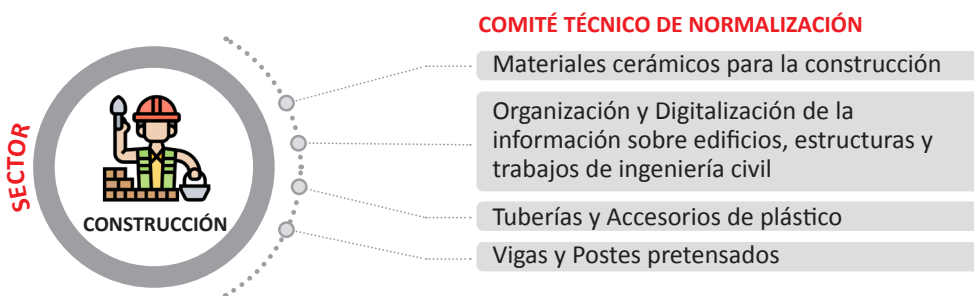 SECTOR
CONSTRUCCIÓN
COMITÉ TÉCNICO DE NORMALIZACIÓN
Materiales cerámicos para la construcción
Organización y Digitalización de la
información sobre edificios, estructuras y
trabajos de ingeniería civil
Tuberías y Accesorios de plástico
Vigas y Postes pretensados